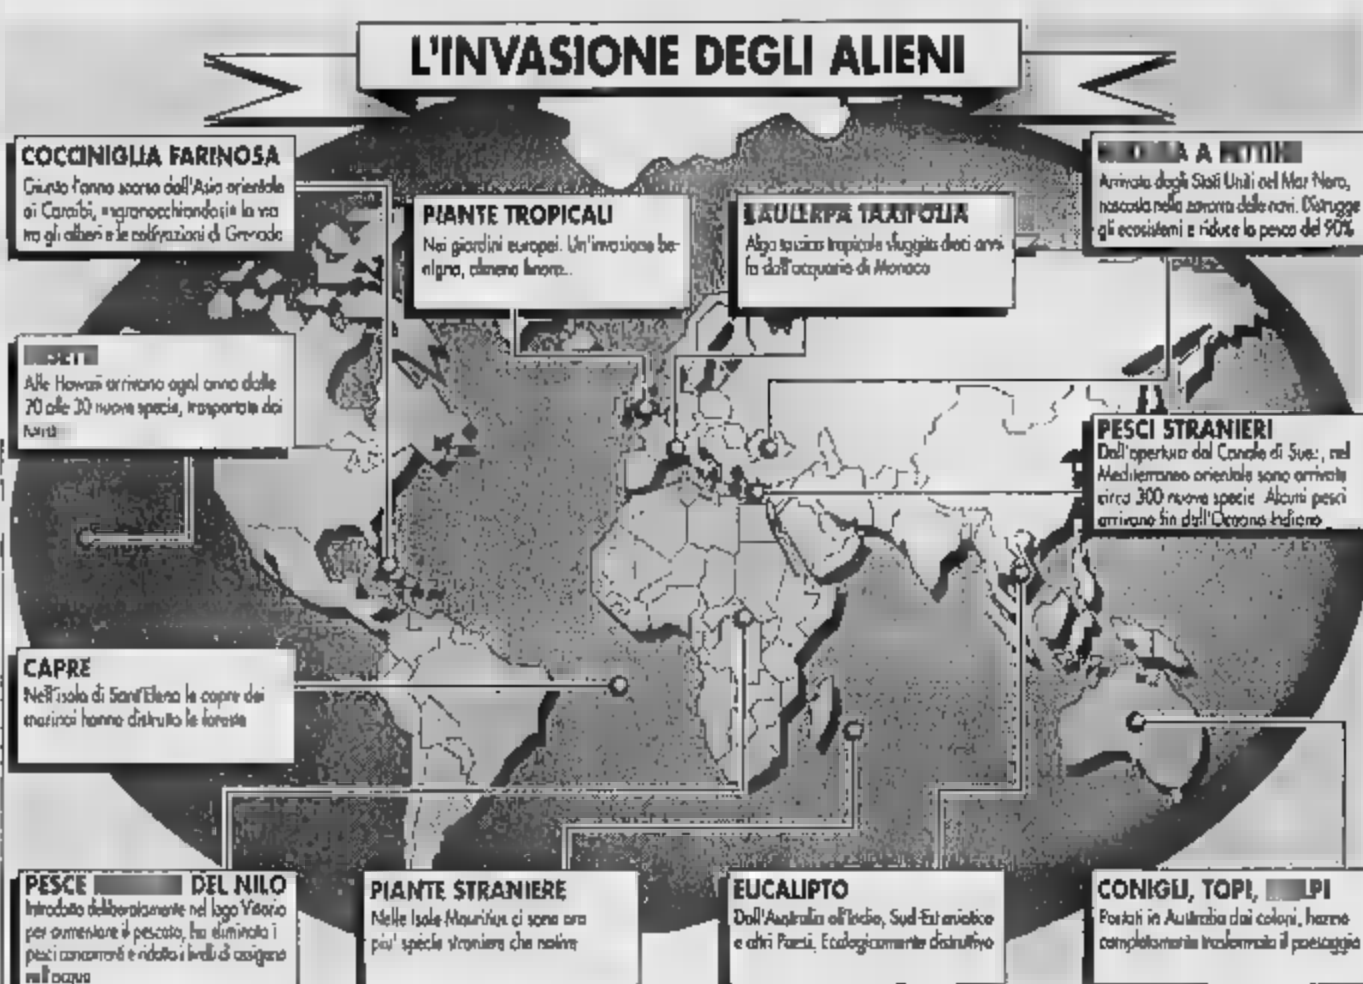 L'INVASIONE DEGLI ALIENI
COCCINIGLIA FARINOSA
Giunta l'anno scorso dall'Asia orientale
ai Caraibi, la via
tra gli alberi e le coltivazioni di Grenada
PIANTE TROPICALI
Nei giardini europei. Un'invasione be-
nigna, almeno finora...
CAULERPA TAXIFOLIA
Alga tossica tropicale sfuggita dieci anni
fa dall'acquario di Monaco
A
Arrivata dagli Stati Uniti nel Mar Nero,
nascosta nella zavorra delle navi. Distrugge
gli ecosistemi e riduce la pesca del 90%
Alle Hawaii arrivano ogni anno dalle
20 alle 30 nuove specie, trasportate dai
turisti
PESCI STRANIERI
Dall'apertura del Canale di Suez, nel
Mediterraneo orientale sono arrivate
circa 300 nuove specie. Alcuni pesci
arrivano fin dall'Oceano Indiano
CAPRE
Nell'isola di Sant'Elena le capre dei
marinai hanno distrutto le foreste
PESCE DEL NILO
Introdotto deliberatamente nel lago Vittoria
per aumentare il pescato, ha eliminato i
pesci concorrenti e ridotto i livelli di ossigeno
nell'acqua
PIANTE STRANIERE
Nelle Isole Mauritius ci sono ora
piu' specie straniere che native
EUCALIPTO
Dall'Australia all'India, Sud-Est asiatico
e altri Paesi. Ecologicamente distruttivo
CONIGLI, TOPI,
Portati in Australia dai coloni, hanno
completamente trasformato il paesaggio